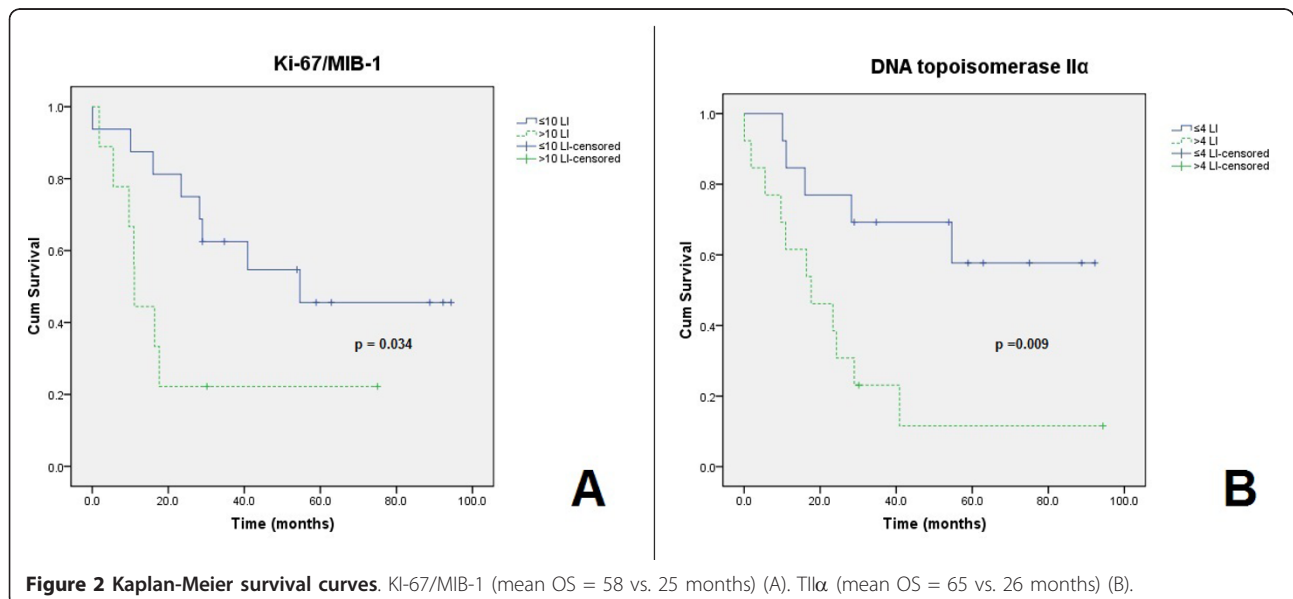 Ki-67/MIB-1
1.0
0.8
0.6
0.4
0.2
0.0
Cum Survival
0.0 20.0 40.0 60.0 80.0 100.0
Time (months)
≤10 LI
>10 LI
≤10 LI-censored
>10 LI-censored
p = 0.034
A
DNA topoisomerase IIα
1.0
0.8
0.6
0.4
0.2
0.0
Cum Survival
0.0 20.0 40.0 60.0 80.0 100.0
Time (months)
≤4 LI
>4 LI
≤4 LI-censored
>4 LI-censored
p =0.009
B
Figure 2 Kaplan-Meier survival curves. KI-67/MIB-1 (mean OS = 58 vs. 25 months) (A). TIIα (mean OS = 65 vs. 26 months) (B).